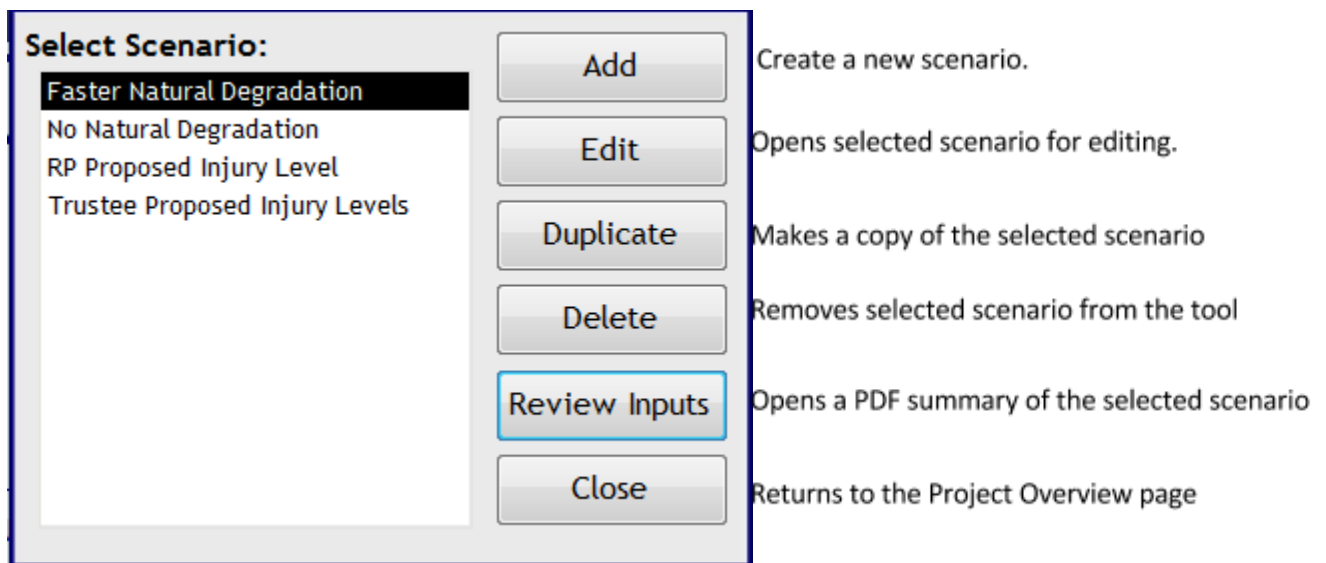 Select Scenario:
Faster Natural Degradation
No Natural Degradation
RP Proposed Injury Level
Trustee Proposed Injury Levels
Add
Create a new scenario.
Edit
Opens selected scenario for editing.
Duplicate
Makes a copy of the selected scenario
Delete
Removes selected scenario from the tool
Review Inputs
Opens a PDF summary of the selected scenario
Close
Returns to the Project Overview page